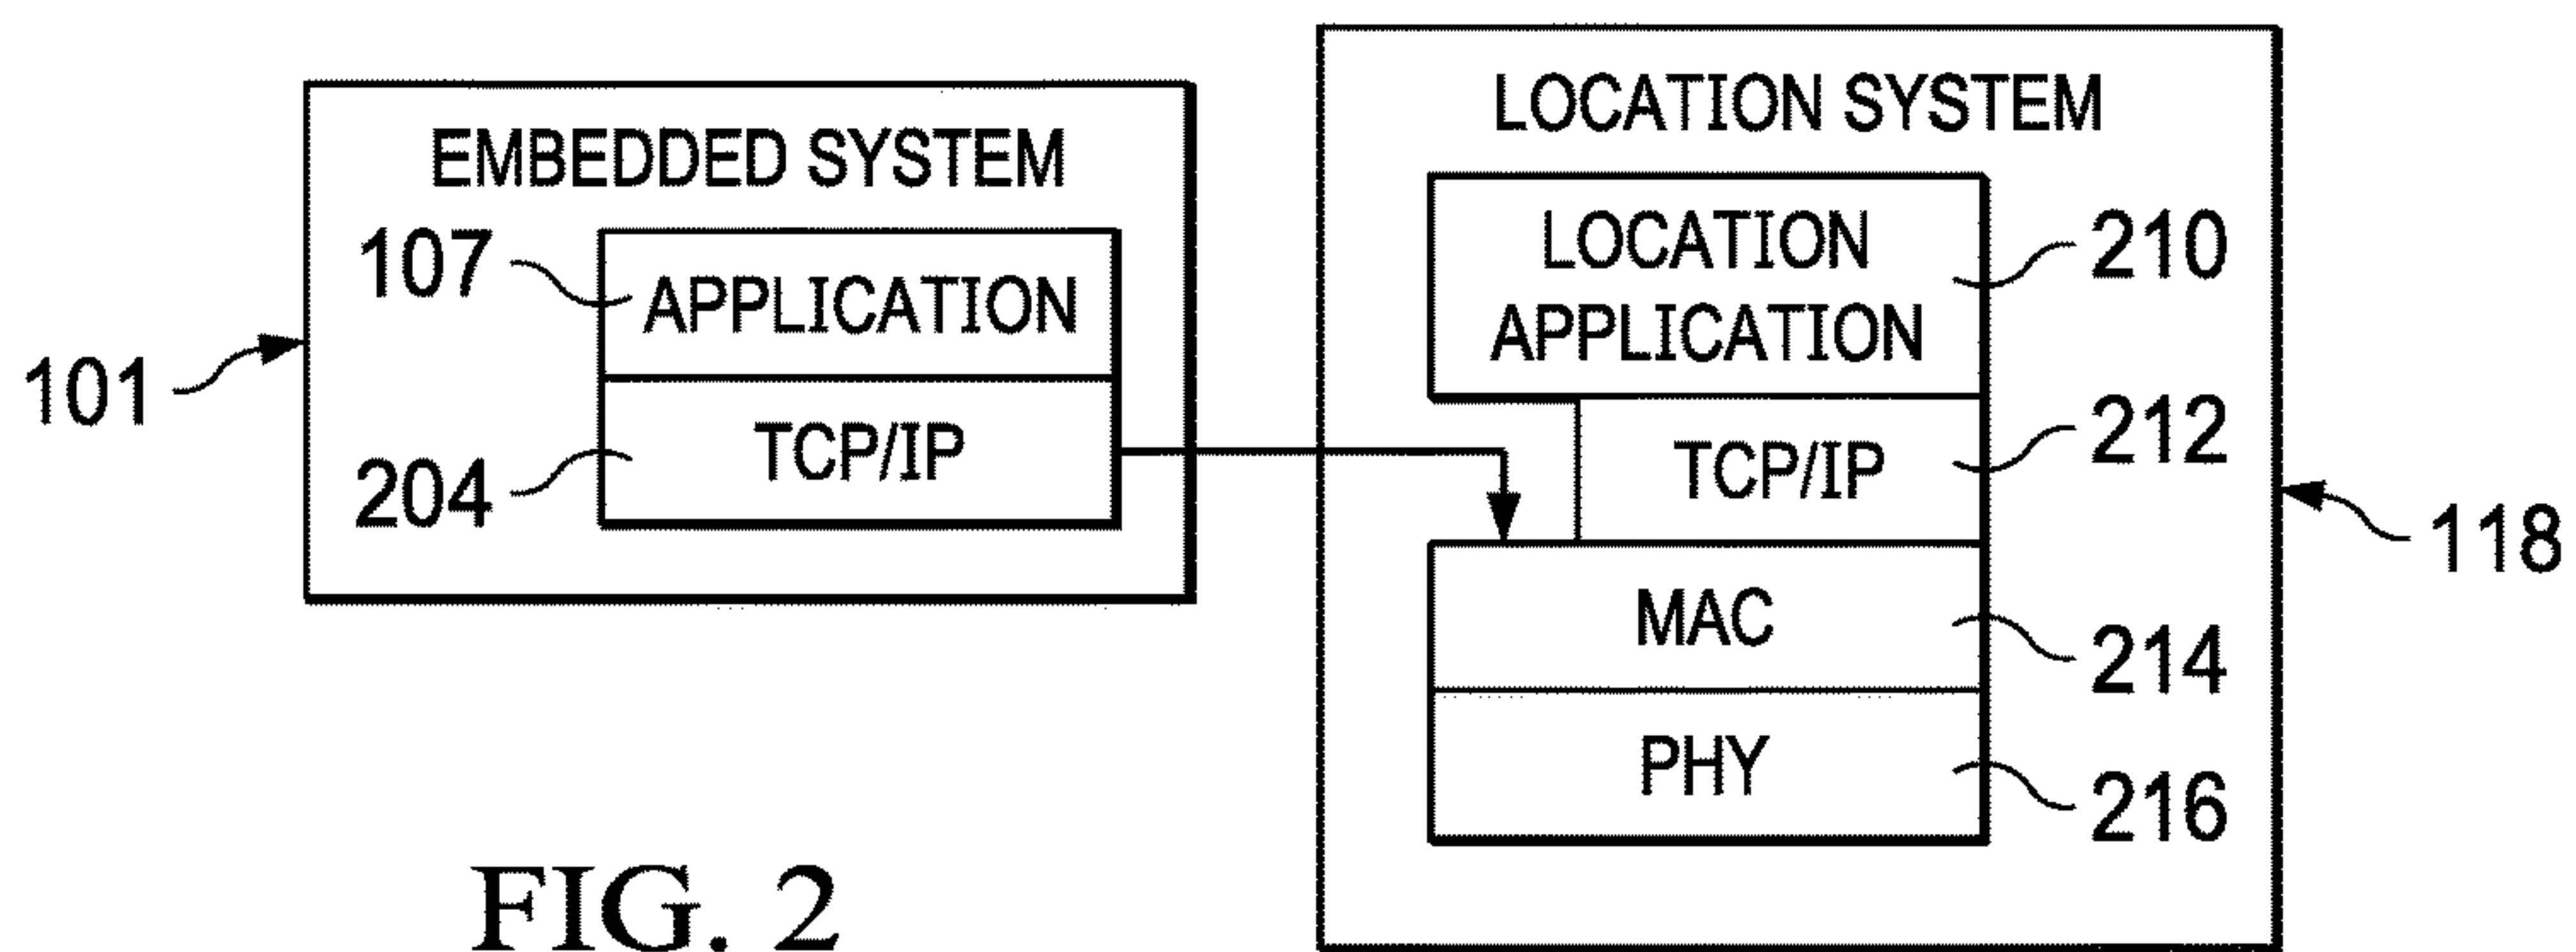 EMBEDDED SYSTEM
107
APPLICATION
101
TCP/IP
204
LOCATION SYSTEM
LOCATION
APPLICATION
210
TCP/IP
212
MAC
214
PHY
216
118
FIG. 2